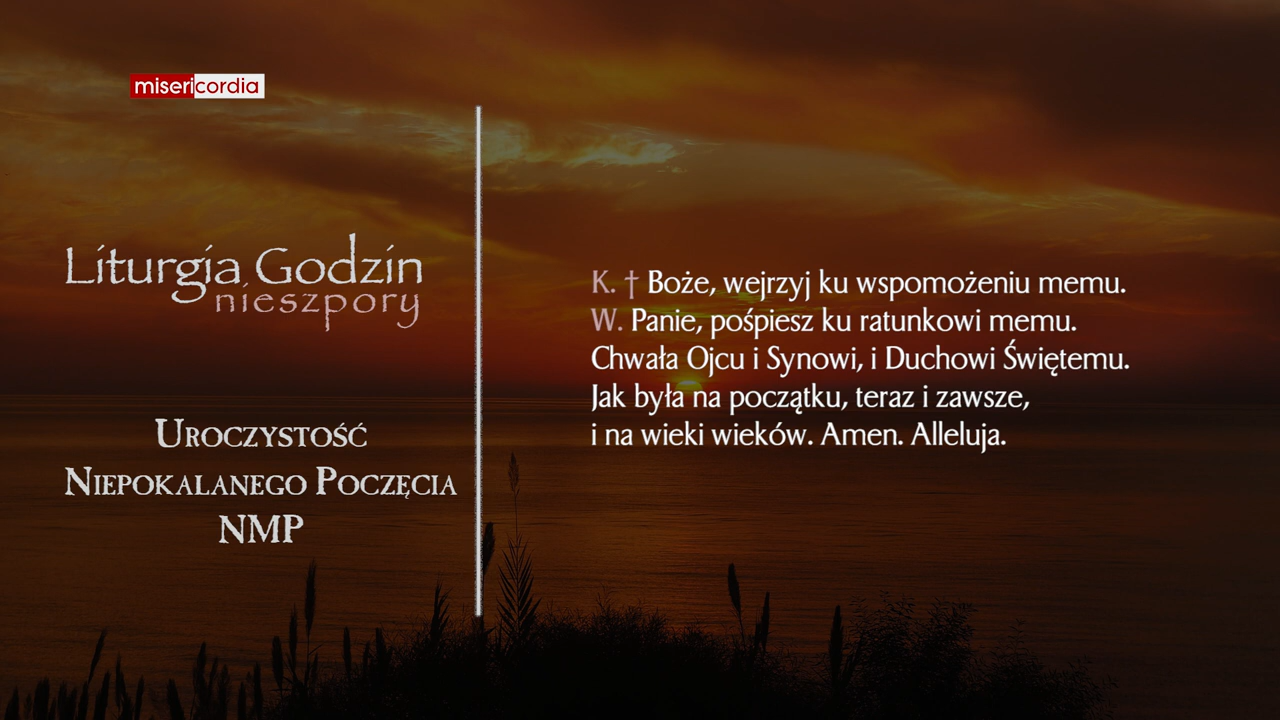 misericordia
Liturgia Godzin
nieszpory
Uroczystość
Niepokalanego Poczęcia
NMP
K. † Boże, wejrzyj ku wspomożeniu memu.
W. Panie, pośpiesz ku ratunkowi memu.
Chwała Ojcu i Synowi, i Duchowi Świętemu.
Jak była na początku, teraz i zawsze,
i na wieki wieków. Amen. Alleluja.